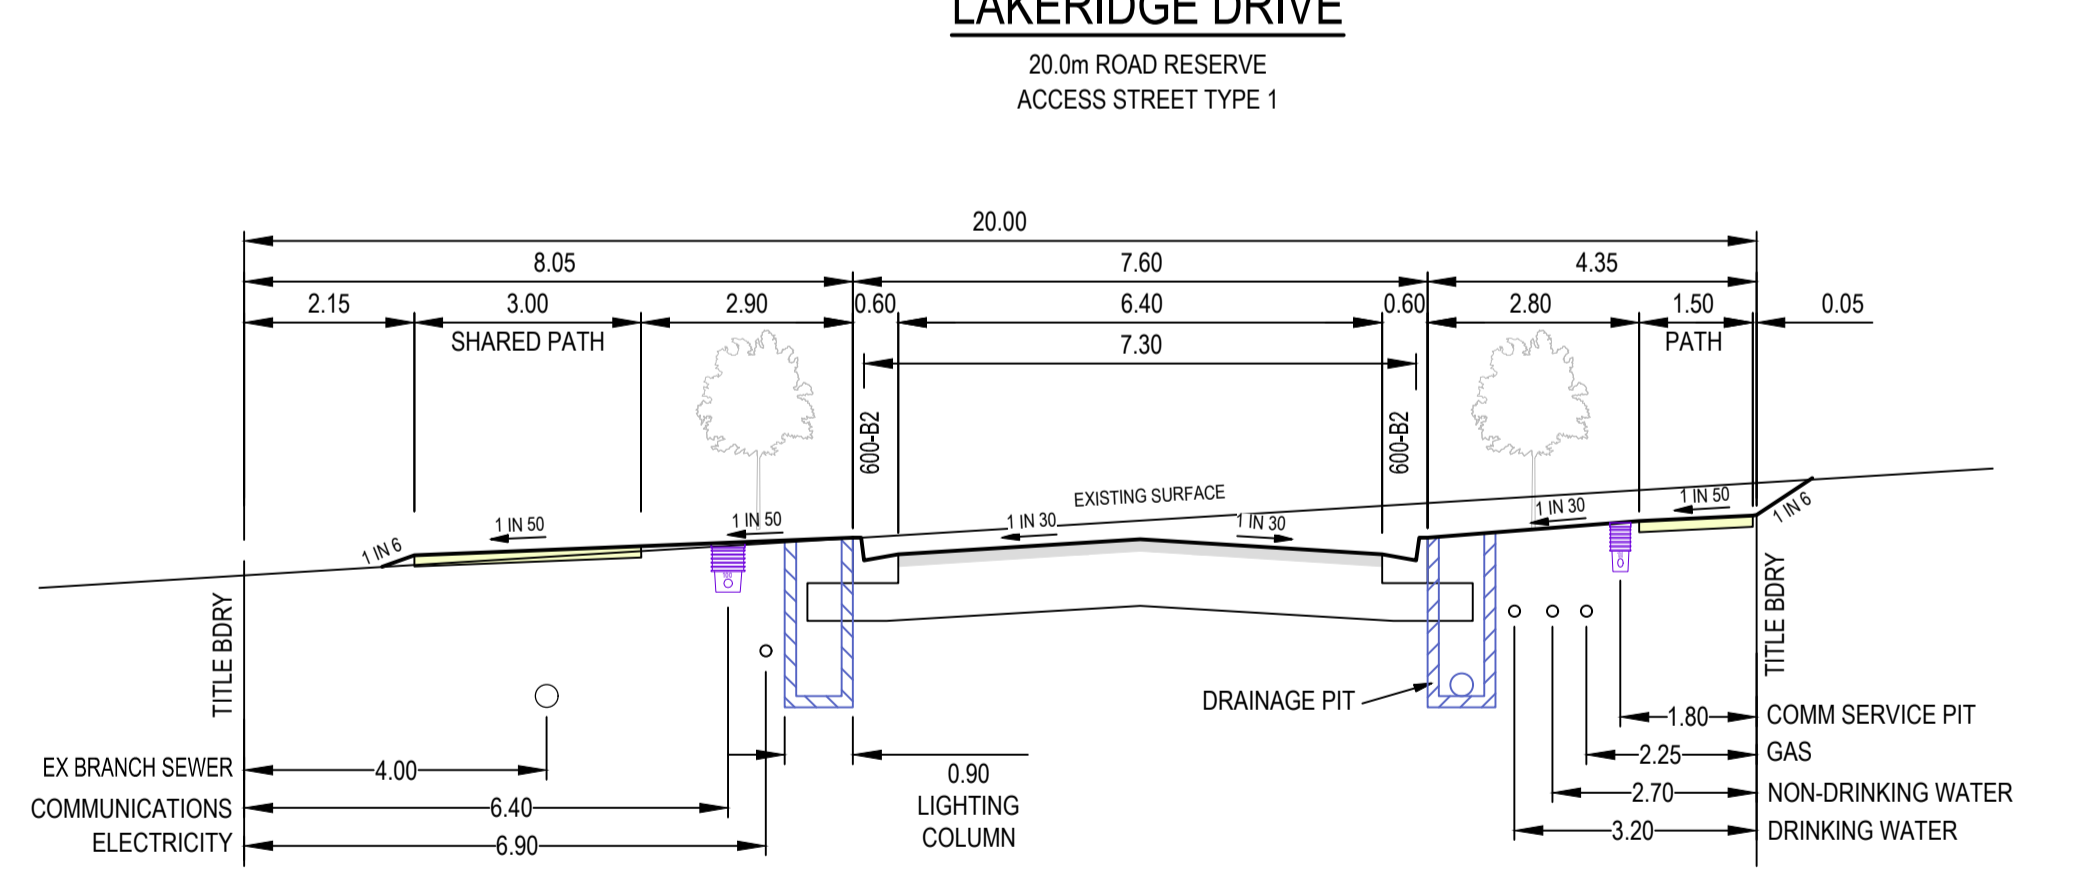 LAKERIDGE DRIVE
20.0m ROAD RESERVE
ACCESS STREET TYPE 1
20.00
8.05 7.60 4.35
2.15 3.00 2.90 0.60 6.40 0.60 2.80 1.50 0.05
SHARED PATH PATH
7.30
600-B2 600-B2
EXISTING SURFACE
1 IN 6 1 IN 50 1 IN 50 1 IN 30 1 IN 30 1 IN 30 1 IN 50 1 IN 6
TITLE BDRY TITLE BDRY
DRAINAGE PIT
1.80 COMM SERVICE PIT
2.25 GAS
EX BRANCH SEWER 4.00
0.90
LIGHTING
COLUMN
2.70 NON-DRINKING WATER
COMMUNICATIONS 6.40
3.20 DRINKING WATER
ELECTRICITY 6.90